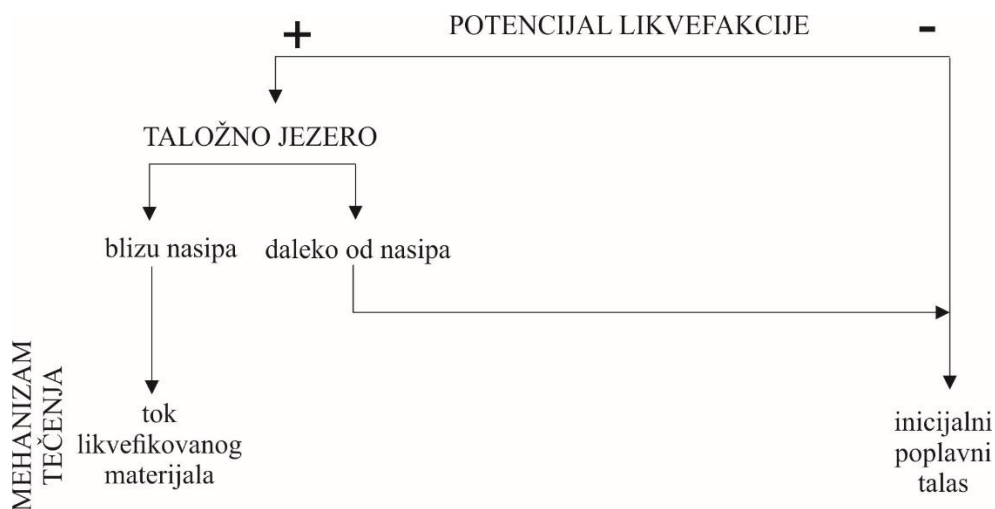 + POTENCIJAL LIKVEFAKCIJE -
TALOŽNO JEZERO
blizu nasipa
daleko od nasipa
MEHANIZAM
TEČENJA
tok
likvefikovanog
materijala
inicijalni
poplavni
talas